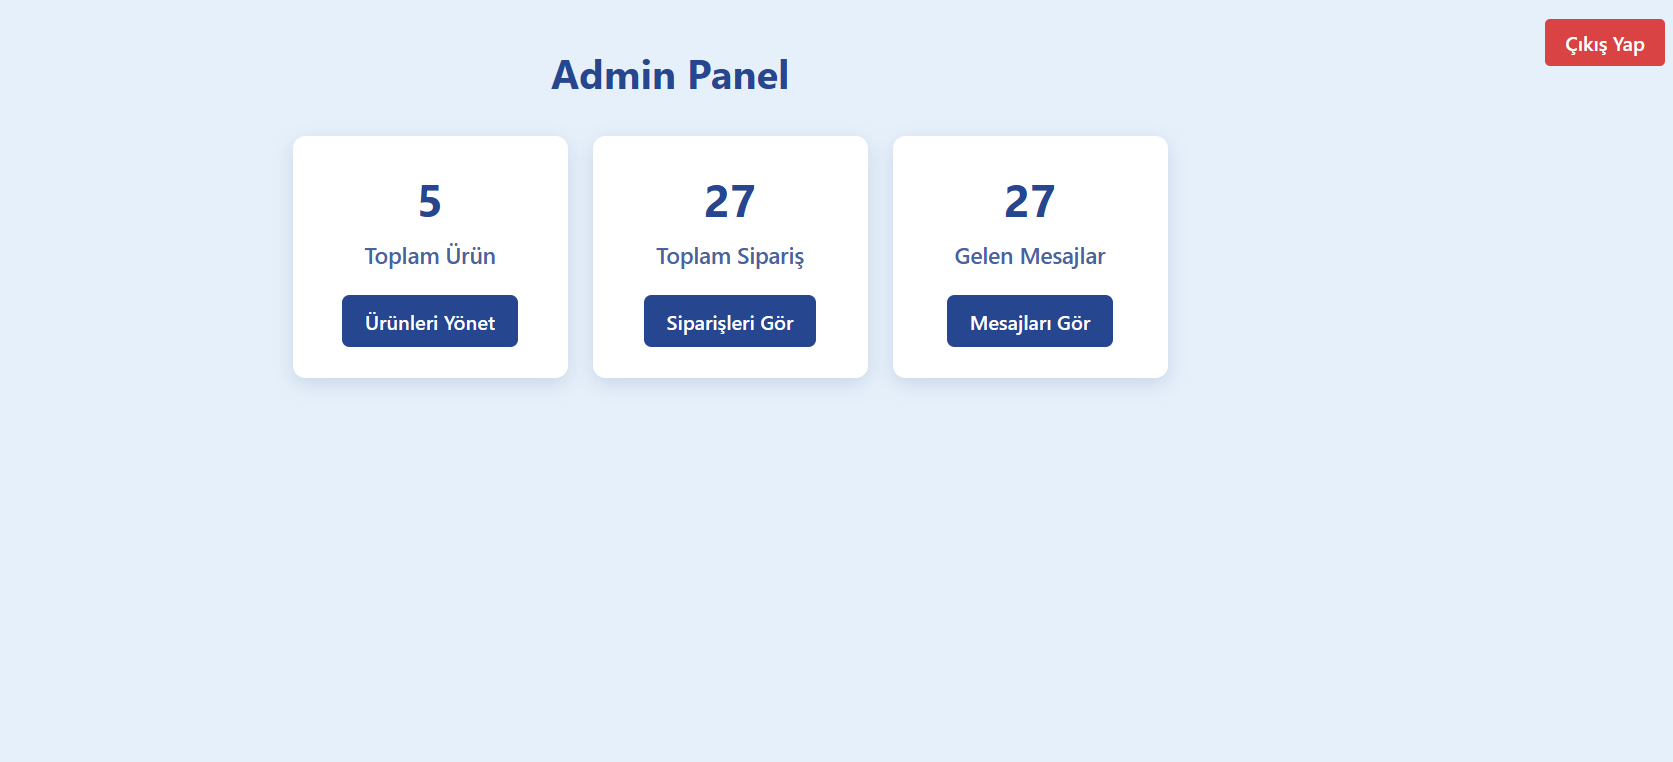 Çıkış Yap
Admin Panel
5
Toplam Ürün
Ürünleri Yönet
27
Toplam Sipariş
Siparişleri Gör
27
Gelen Mesajlar
Mesajları Gör